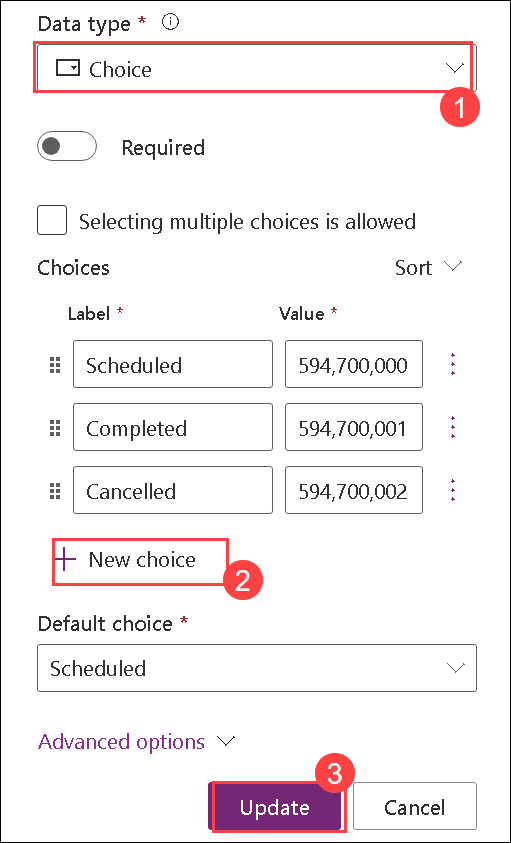 Data type *
Choice
1
Required
Selecting multiple choices is allowed
Choices Sort
Label * Value *
Scheduled 594,700,000
Completed 594,700,001
Cancelled 594,700,002
+ New choice
2
Default choice *
Scheduled
Advanced options
3
Update Cancel